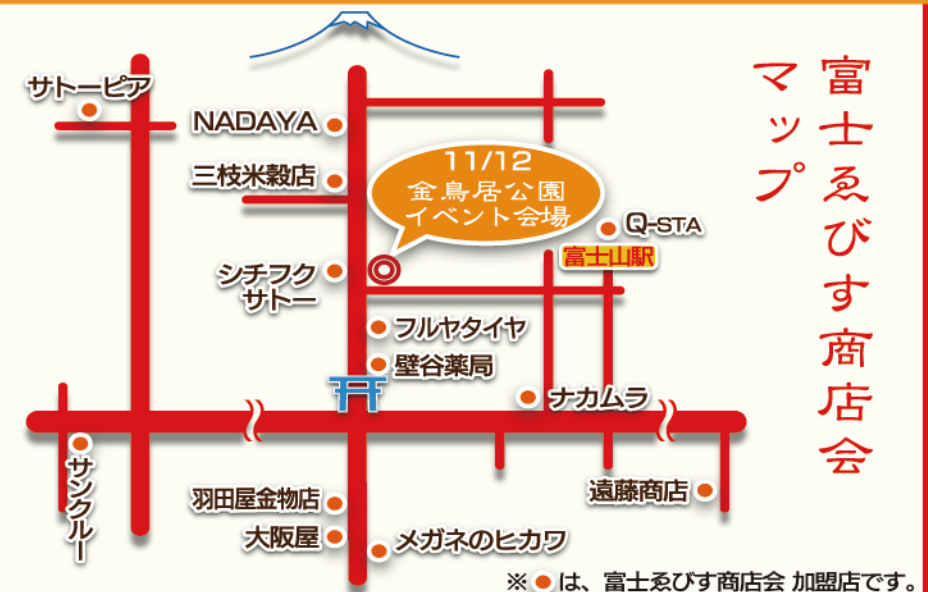 富士ゑびす商店会
マップ
サトーピア
NADAYA
三枝米穀店
11/12
金鳥居公園
イベント会場
Q-STA
富士山駅
シチフク
サトー
フルヤタイヤ
壁谷薬局
ナカムラ
サンクルー
羽田屋金物店
大阪屋
メガネのヒカワ
遠藤商店
※●は、富士ゑびす商店会 加盟店です。